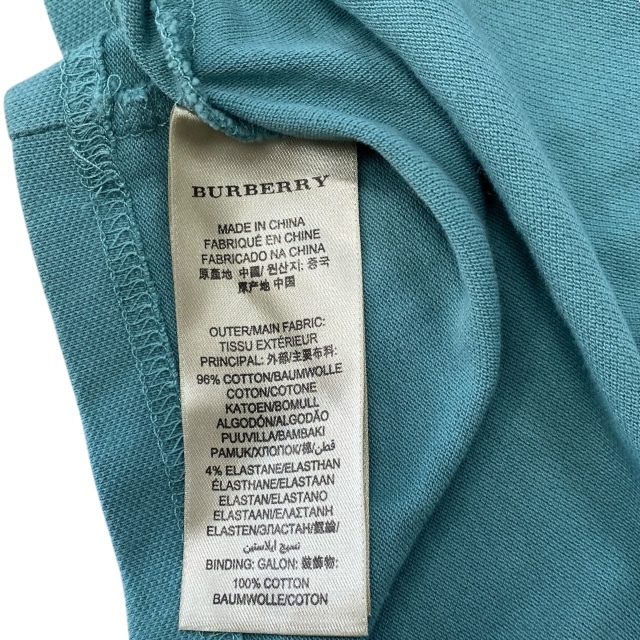 BURBERRY
MADE IN CHINA
FABRIQUÉ EN CHINE
FABRICADO NA CHINA
原產地 中國/ 원산지: 중국
原产地 中国
OUTER/MAIN FABRIC:
TISSU EXTÉRIEUR
PRINCIPAL: 外部/主要布料:
96% COTTON/BAUMWOLLE
COTON/COTONE
KATOEN/BOMULL
ALGODÓN/ALGODÃO
PUUVILLA/ΒΑΜΒΑΚΙ
PAMUK/ХЛОПОК/棉/قطن
4% ELASTANE/ELASTHAN
ÉLASTHANE/ELASTAAN
ELASTAN/ELASTANO
ELASTAANI/ΕΛΑΣΤΑΝΗ
ELASTEN/ЭЛАСТАН/氨綸/
نسيج ايلاستين
BINDING: GALON: 裝飾物:
100% COTTON
BAUMWOLLE/COTON